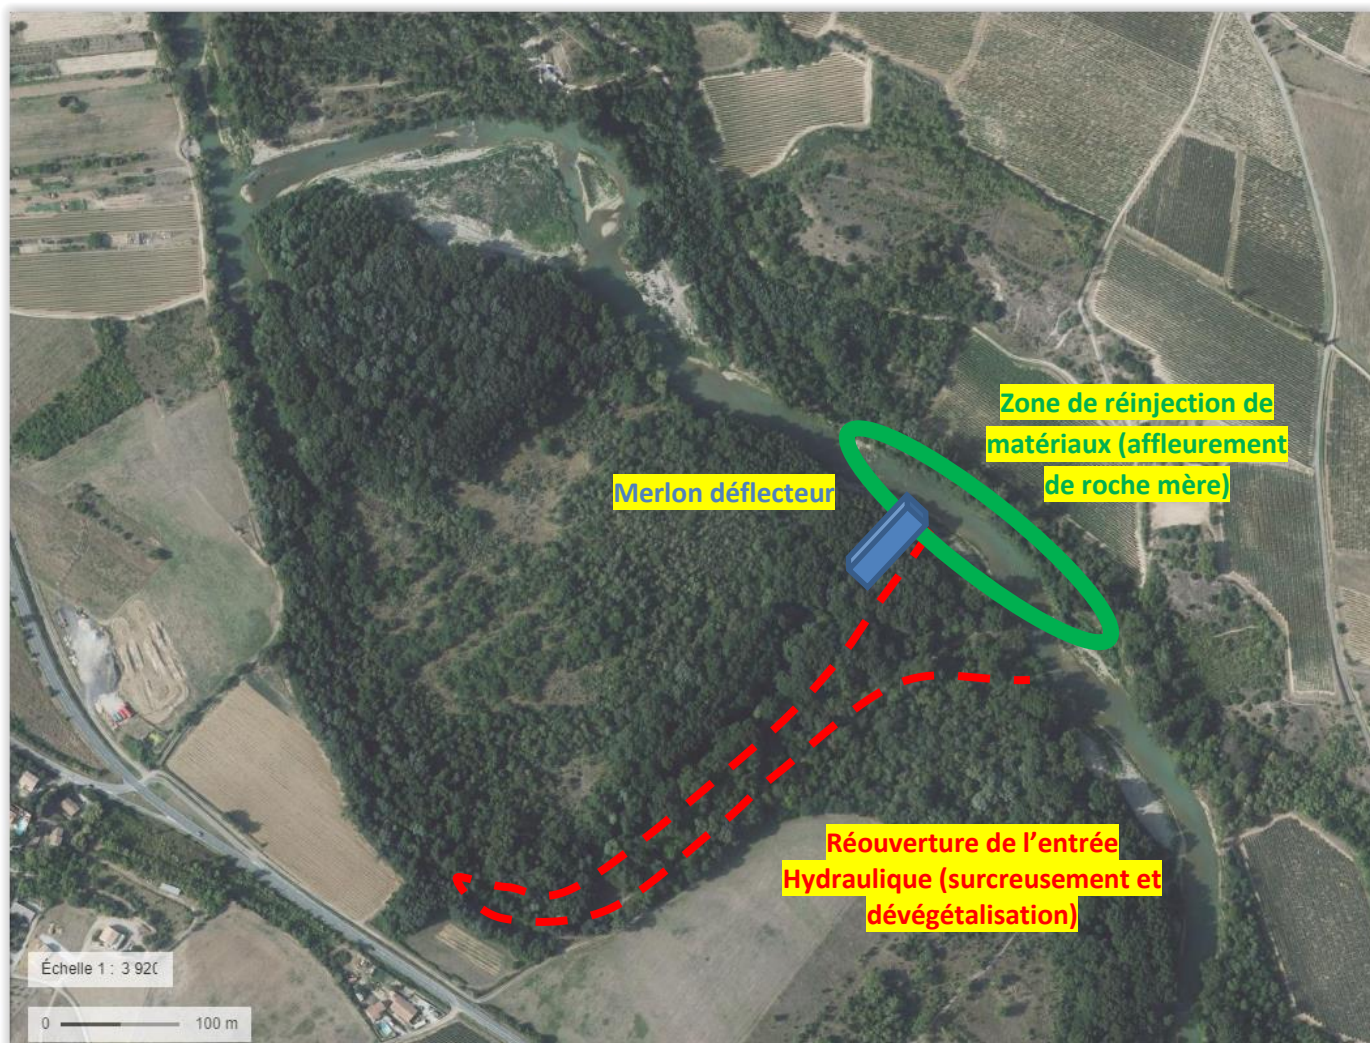 Zone de réinjection de
matériaux (affleurement
de roche mère)
Merlon déflecteur
Réouverture de l’entrée
Hydraulique (surcreusement et
dévégétalisation)
Échelle 1 : 3 920
0 100 m